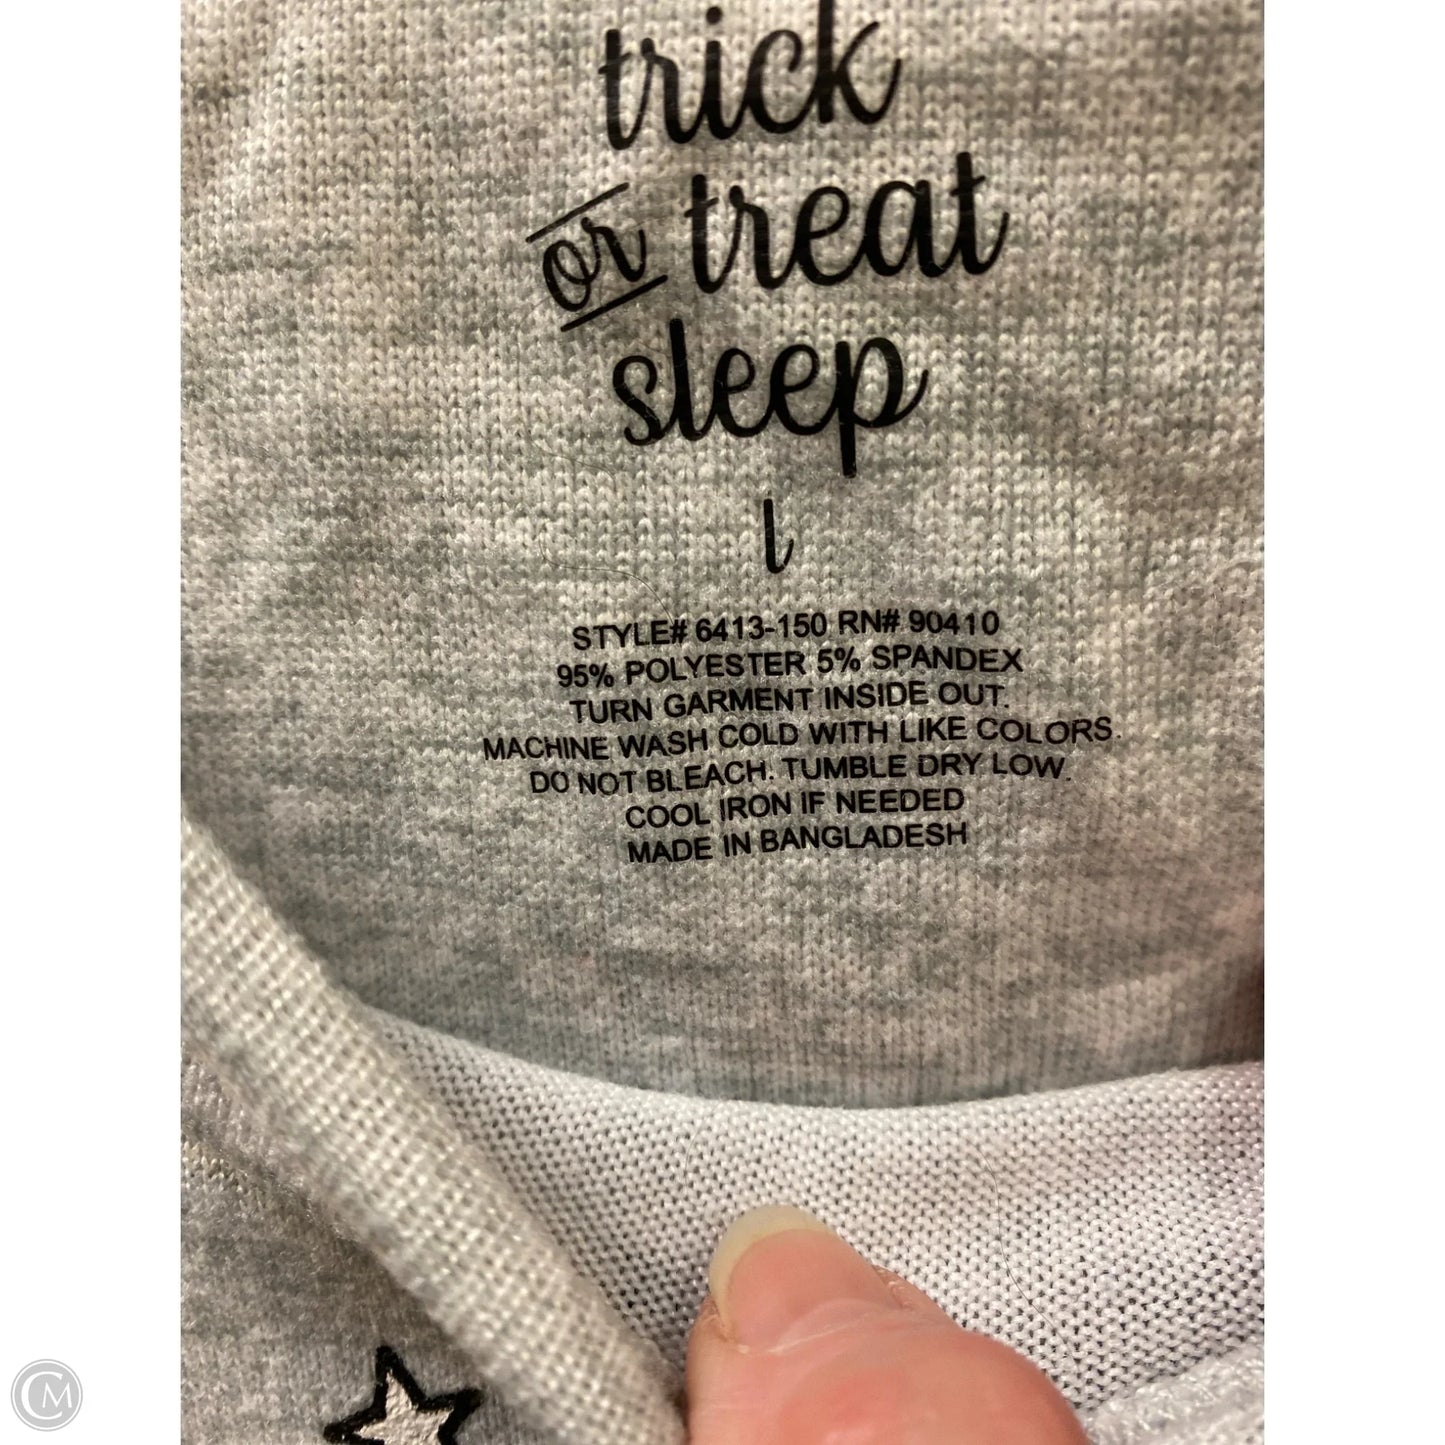 trick
or treat
sleep
l
STYLE# 6413-150 RN# 90410
95% POLYESTER 5% SPANDEX
TURN GARMENT INSIDE OUT.
MACHINE WASH COLD WITH LIKE COLORS.
DO NOT BLEACH. TUMBLE DRY LOW.
COOL IRON IF NEEDED
MADE IN BANGLADESH
CM